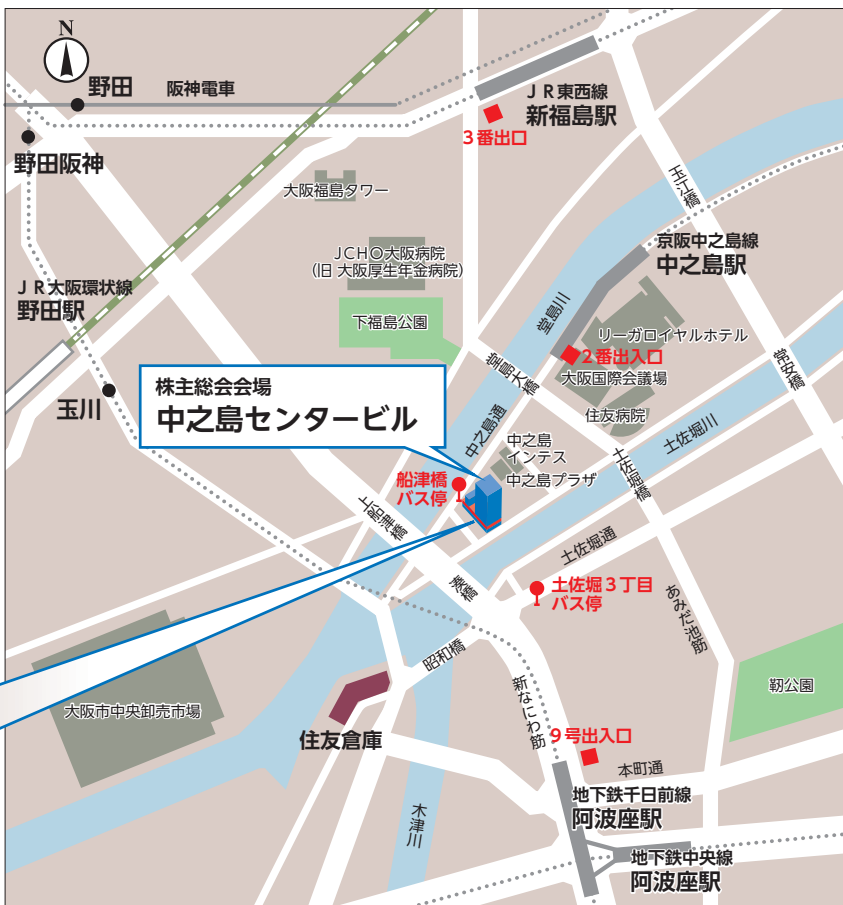 N
野田
阪神電車
野田阪神
ＪＲ東西線
新福島駅
３番出口
大阪福島タワー
玉江橋
JCHO大阪病院
(旧 大阪厚生年金病院)
京阪中之島線
中之島駅
ＪＲ大阪環状線
野田駅
下福島公園
堂島川
リーガロイヤルホテル
２番出入口
堂島大橋
大阪国際会議場
常安橋
玉川
株主総会会場
中之島センタービル
住友病院
中之島通
中之島
インテス
中之島プラザ
土佐堀川
土佐堀橋
船津橋
バス停
上船津橋
土佐堀通
湊橋
土佐堀３丁目
バス停
あみだ池筋
昭和橋
靭公園
新なにわ筋
大阪市中央卸売市場
住友倉庫
９号出入口
本町通
地下鉄千日前線
阿波座駅
木津川
地下鉄中央線
阿波座駅